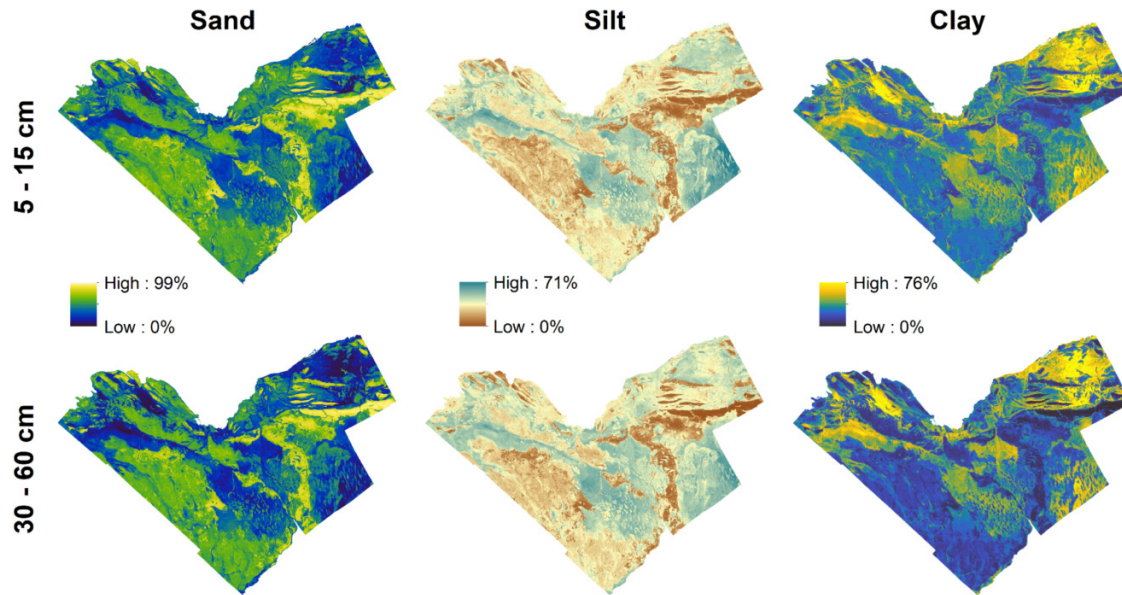 Sand
Silt
Clay
5 - 15 cm
High : 99%
Low : 0%
High : 71%
Low : 0%
High : 76%
Low : 0%
30 - 60 cm